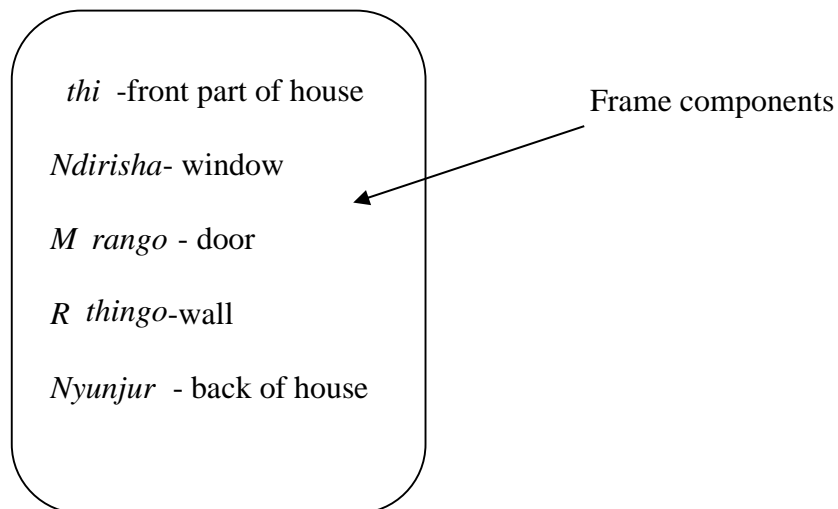 thi -front part of house
Frame components
Ndirisha- window
M rango - door
R thingo-wall
Nyunjur - back of house